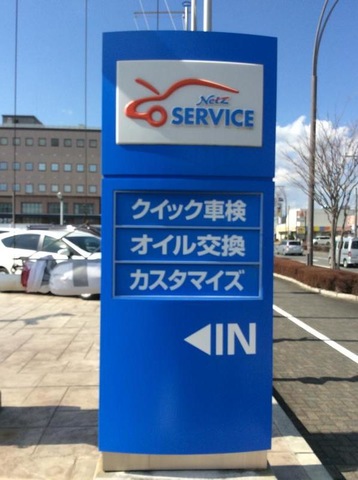 Netz
SERVICE
クイック車検
オイル交換
カスタマイズ
◀IN